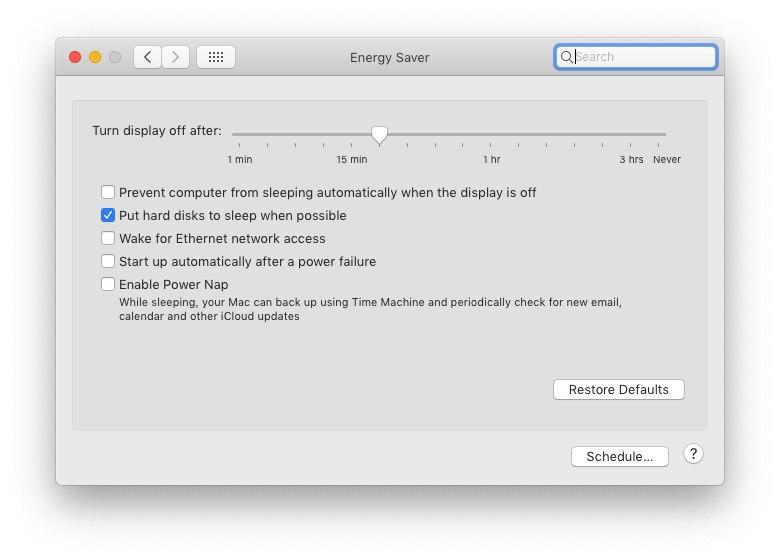 Energy Saver
Search
Turn display off after:
1 min 15 min 1 hr 3 hrs Never
Prevent computer from sleeping automatically when the display is off
Put hard disks to sleep when possible
Wake for Ethernet network access
Start up automatically after a power failure
Enable Power Nap
While sleeping, your Mac can back up using Time Machine and periodically check for new email,
calendar and other iCloud updates
Restore Defaults
Schedule...
?